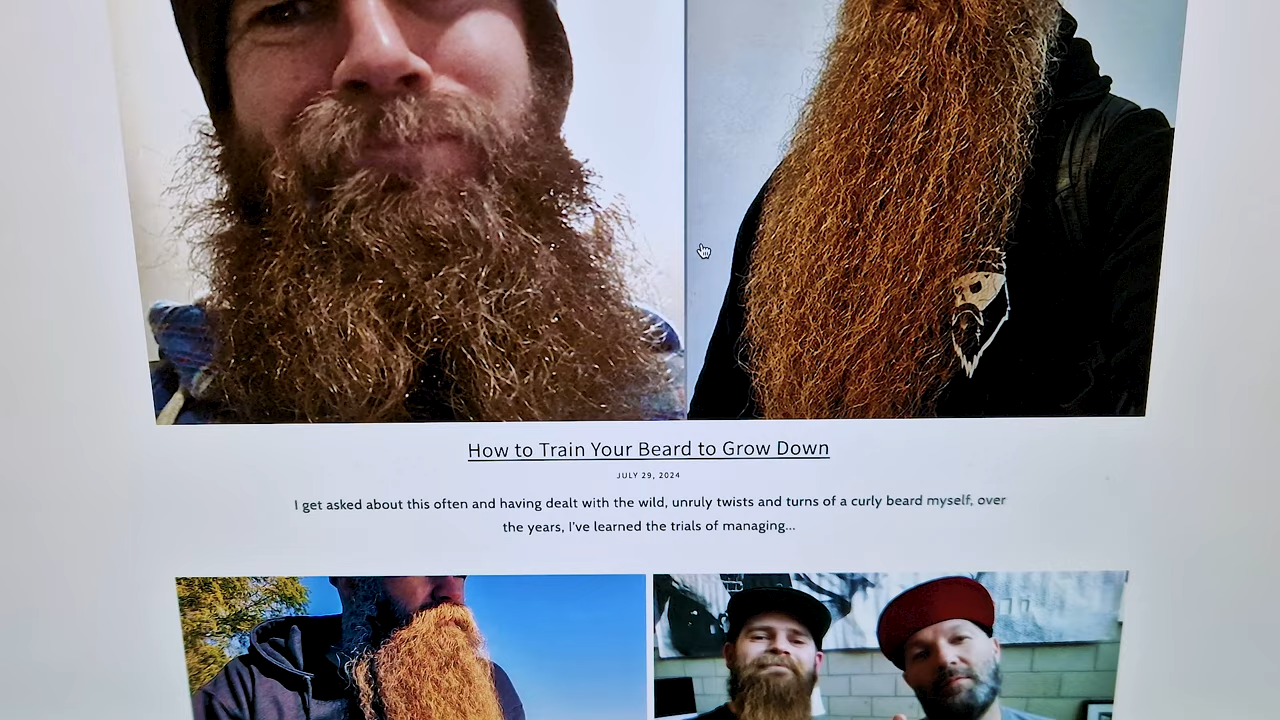 How to Train Your Beard to Grow Down
JULY 29, 2024
I get asked about this often and having dealt with the wild, unruly twists and turns of a curly beard myself, over
the years, I've learned the trials of managing...